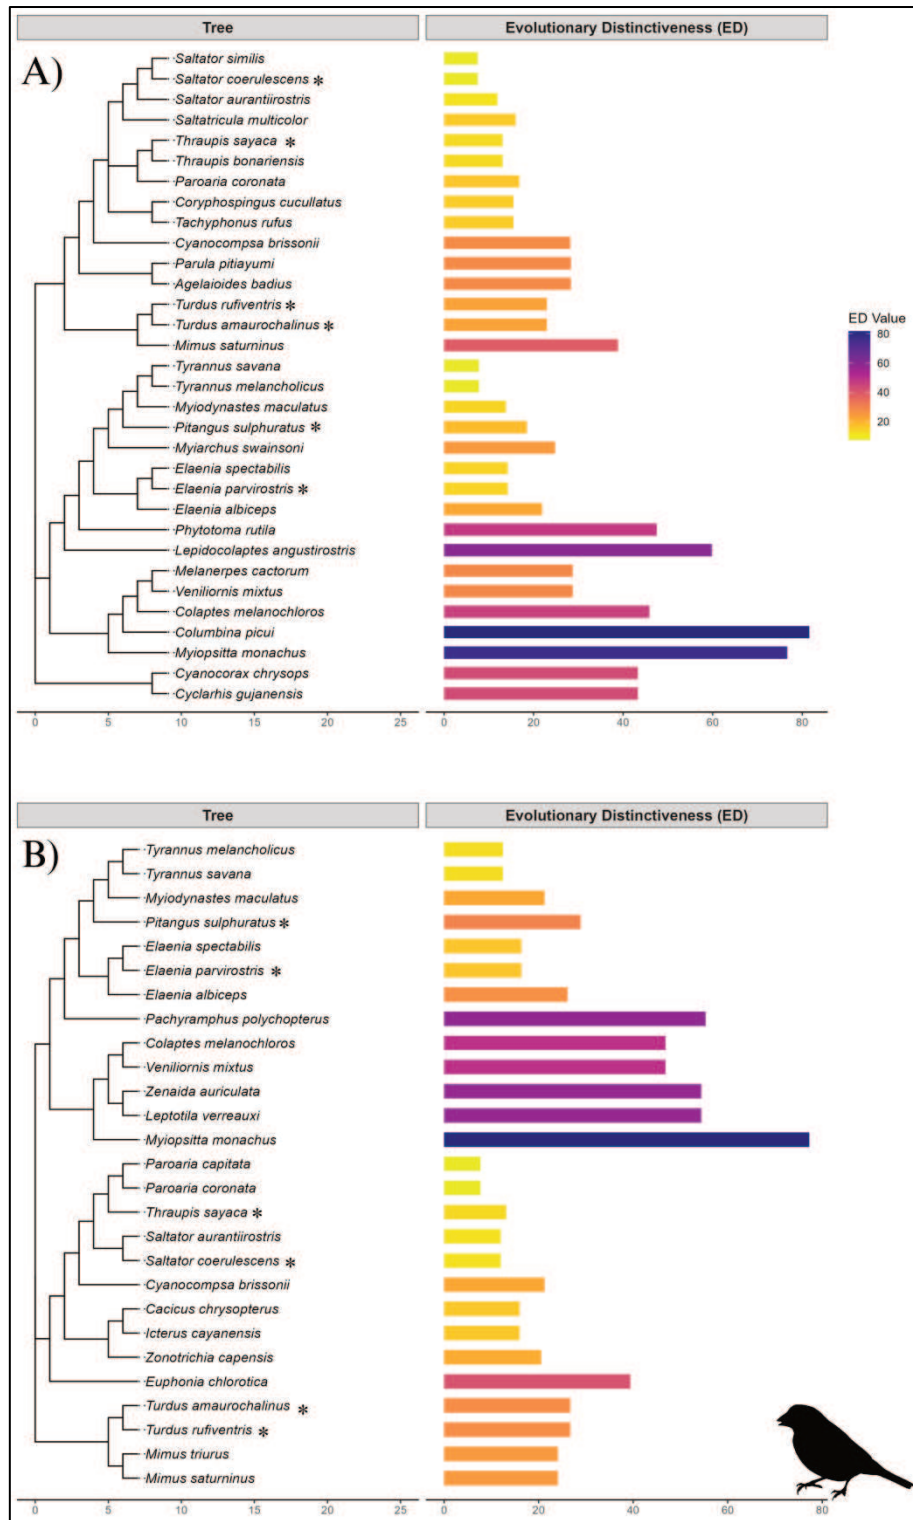 Tree Evolutionary Distinctiveness (ED)
A)
Saltator similis
Saltator coerulescens *
Saltator aurantiirostris
Saltatricula multicolor
Thraupis sayaca *
Thraupis bonariensis
Paroaria coronata
Coryphospingus cucullatus
Tachyphonus rufus
Cyanocompsa brissonii
Parula pitiayumi
Agelaioides badius
Turdus rufiventris *
Turdus amaurochalinus *
Mimus saturninus
Tyrannus savana
Tyrannus melancholicus
Myiodynastes maculatus
Pitangus sulphuratus *
Myiarchus swainsoni
Elaenia spectabilis
Elaenia parvirostris *
Elaenia albiceps
Phytotoma rutila
Lepidocolaptes angustirostris
Melanerpes cactorum
Veniliornis mixtus
Colaptes melanochloros
Columbina picui
Myiopsitta monachus
Cyanocorax chrysops
Cyclarhis gujanensis
0 5 10 15 20 25 0 20 40 60 80
ED Value
80
60
40
20
Tree Evolutionary Distinctiveness (ED)
B)
Tyrannus melancholicus
Tyrannus savana
Myiodynastes maculatus
Pitangus sulphuratus *
Elaenia spectabilis
Elaenia parvirostris *
Elaenia albiceps
Pachyramphus polychopterus
Colaptes melanochloros
Veniliornis mixtus
Zenaida auriculata
Leptotila verreauxi
Myiopsitta monachus
Paroaria capitata
Paroaria coronata
Thraupis sayaca *
Saltator aurantiirostris
Saltator coerulescens *
Cyanocompsa brissonii
Cacicus chrysopterus
Icterus cayanensis
Zonotrichia capensis
Euphonia chlorotica
Turdus amaurochalinus *
Turdus rufiventris *
Mimus triurus
Mimus saturninus
0 5 10 15 20 25 0 20 40 60 80